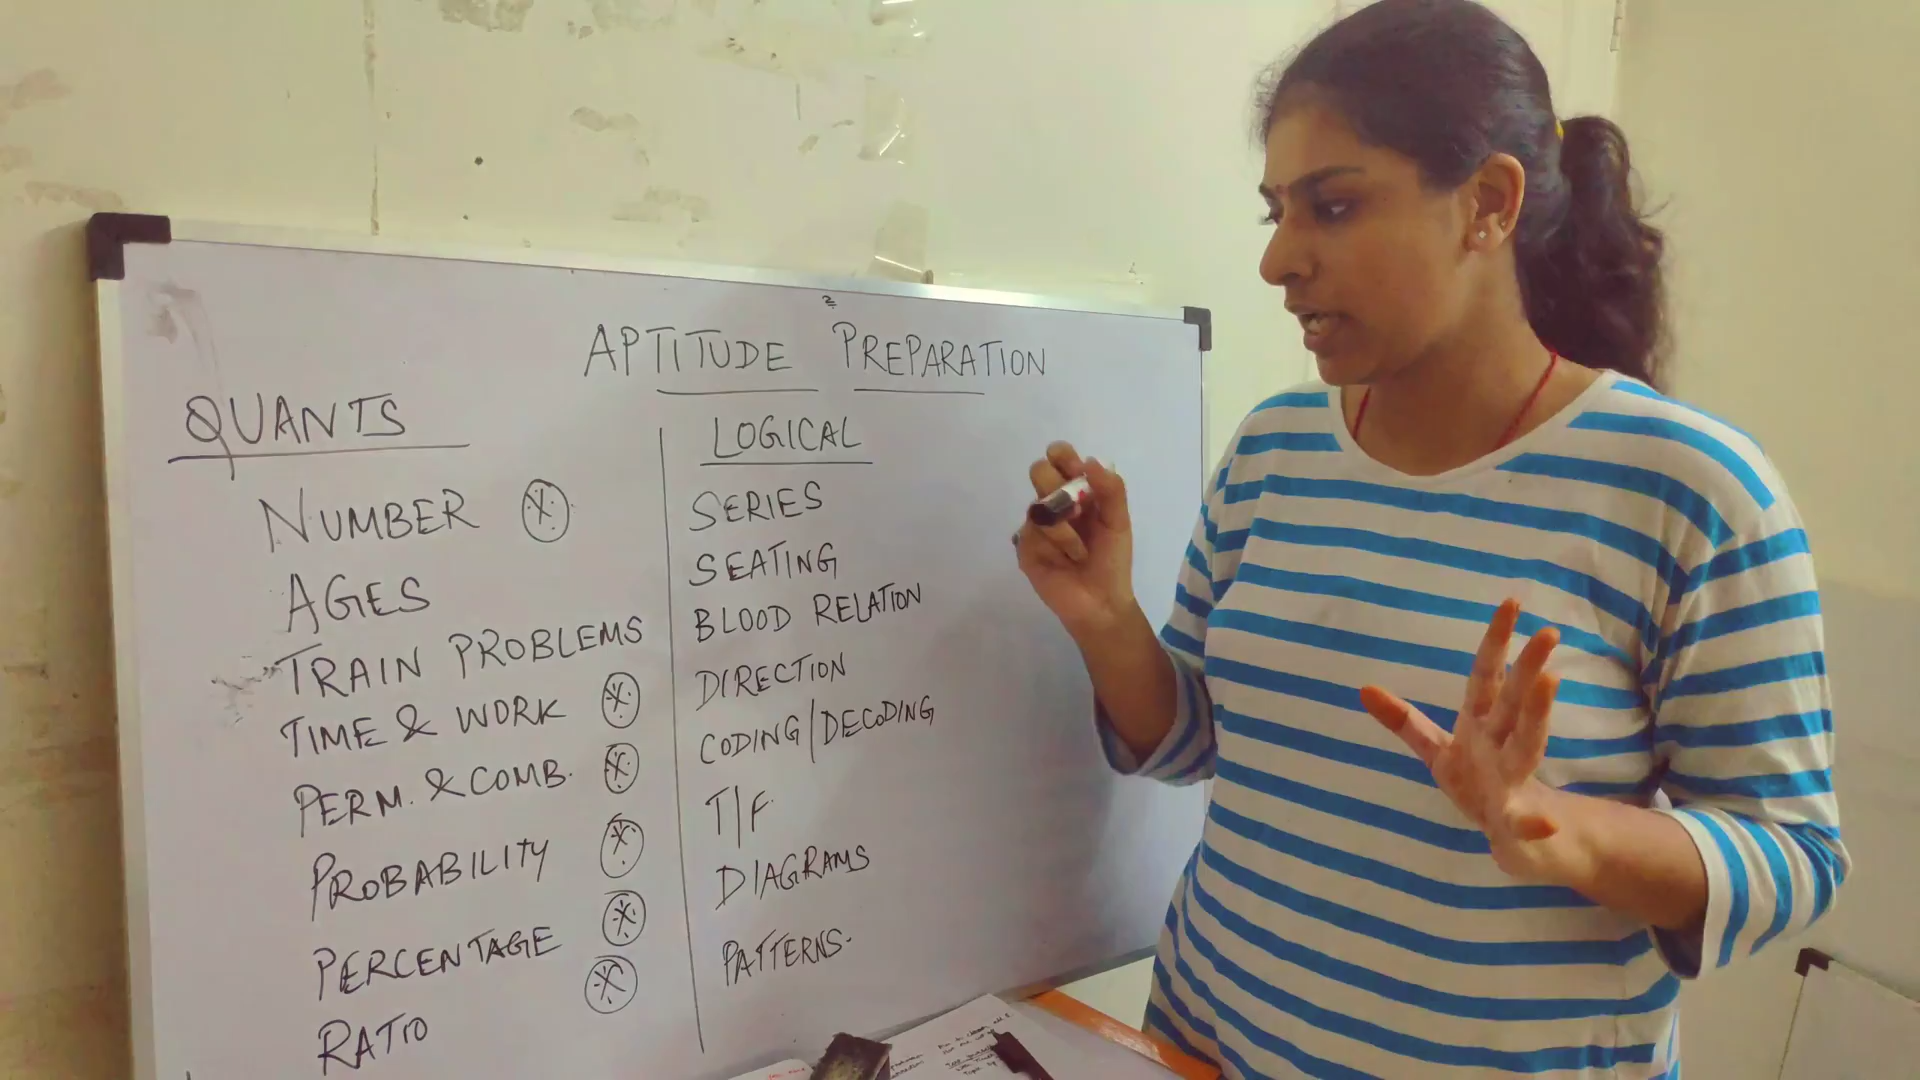 APTITUDE PREPARATION
QUANTS
NUMBER
AGES
TRAIN PROBLEMS
TIME & WORK
PERM. & COMB.
PROBABILITY
PERCENTAGE
RATIO
LOGICAL
SERIES
SEATING
BLOOD RELATION
DIRECTION
CODING/DECODING
T/F.
DIAGRAMS
PATTERNS.